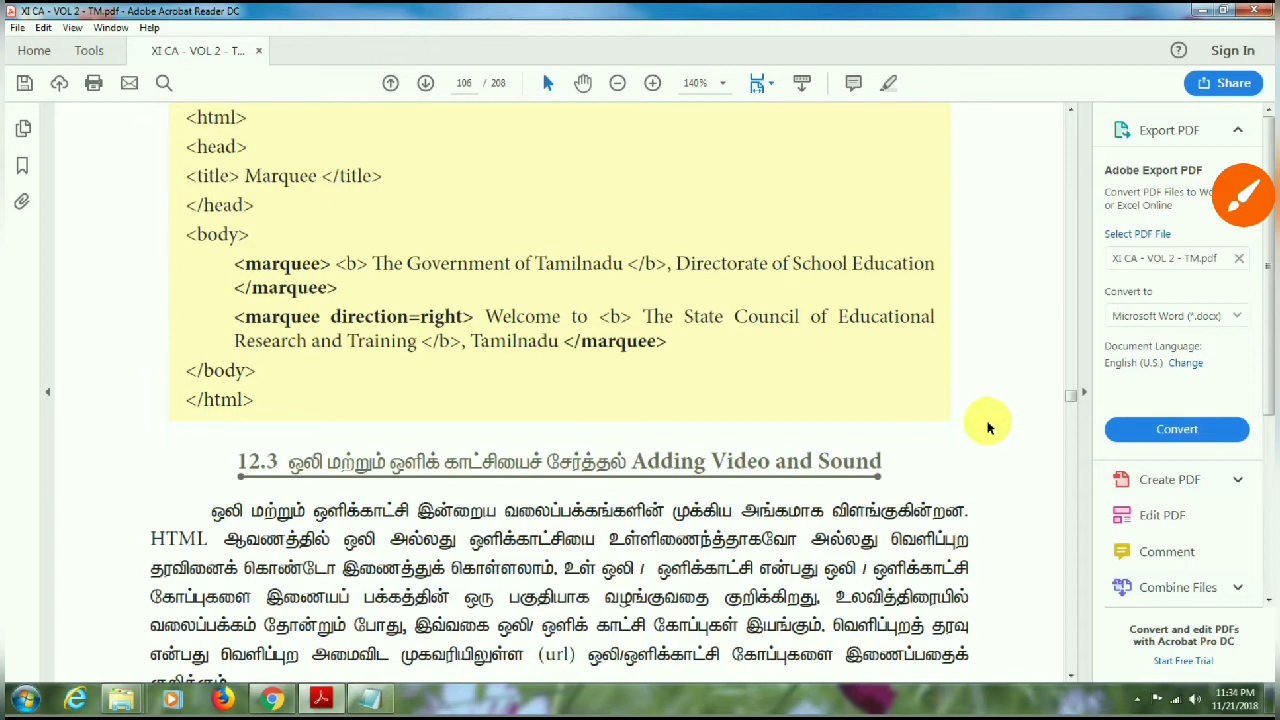 XI CA - VOL 2 - TM.pdf - Adobe Acrobat Reader DC
File Edit View Window Help
Home Tools XI CA - VOL 2 - T... × Sign In
106 / 208 140% Share
<html>
<head>
<title> Marquee </title>
</head>
<body>
<marquee> <b> The Government of Tamilnadu </b>, Directorate of School Education
</marquee>
<marquee direction=right> Welcome to <b> The State Council of Educational
Research and Training </b>, Tamilnadu </marquee>
</body>
</html>
12.3 ஒலி மற்றும் ஒளிக் காட்சியைச் சேர்த்தல் Adding Video and Sound
ஒலி மற்றும் ஒளிக்காட்சி இன்றைய வலைப்பக்கங்களின் முக்கிய அங்கமாக விளங்குகின்றன.
HTML ஆவணத்தில் ஒலி அல்லது ஒளிக்காட்சியை உள்ளிணைந்த்தாகவோ அல்லது வெளிப்புற
தரவினைக் கொண்டோ இணைத்துக் கொள்ளலாம். உள் ஒலி / ஒளிக்காட்சி என்பது ஒலி / ஒளிக்காட்சி
கோப்புகளை இணையப் பக்கத்தின் ஒரு பகுதியாக வழங்குவதை குறிக்கிறது. உலவித்திரையில்
வலைப்பக்கம் தோன்றும் போது, இவ்வகை ஒலி/ ஒளிக் காட்சி கோப்புகள் இயங்கும். வெளிப்புறத் தரவு
என்பது வெளிப்புற அமைவிட முகவரியிலுள்ள (url) ஒலி/ஒளிக்காட்சி கோப்புகளை இணைப்பதைக்
குறிக்கும்.
Export PDF
Adobe Export PDF
Convert PDF Files to
or Excel Online
Select PDF File
XI CA - VOL 2 - TM.pdf ×
Convert to
Microsoft Word (*.docx)
Document Language:
English (U.S.) Change
Convert
Create PDF
Edit PDF
Comment
Combine Files
Convert and edit PDFs
with Acrobat Pro DC
Start Free Trial
11:34 PM
11/21/2018